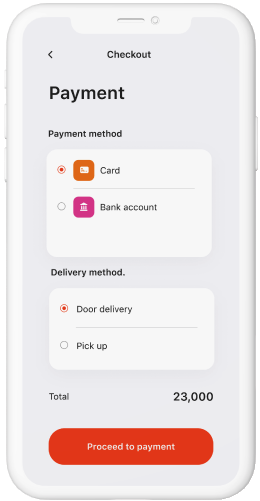 Checkout
Payment
Payment method
Card
Bank account
Delivery method.
Door delivery
Pick up
Total 23,000
Proceed to payment